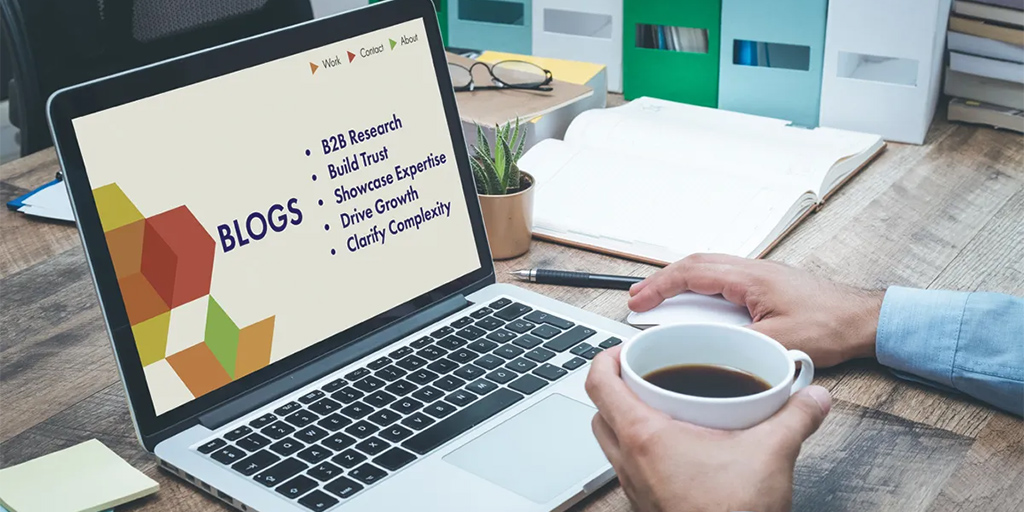 Work Contact About
BLOGS
• B2B Research
• Build Trust
• Showcase Expertise
• Drive Growth
• Clarify Complexity